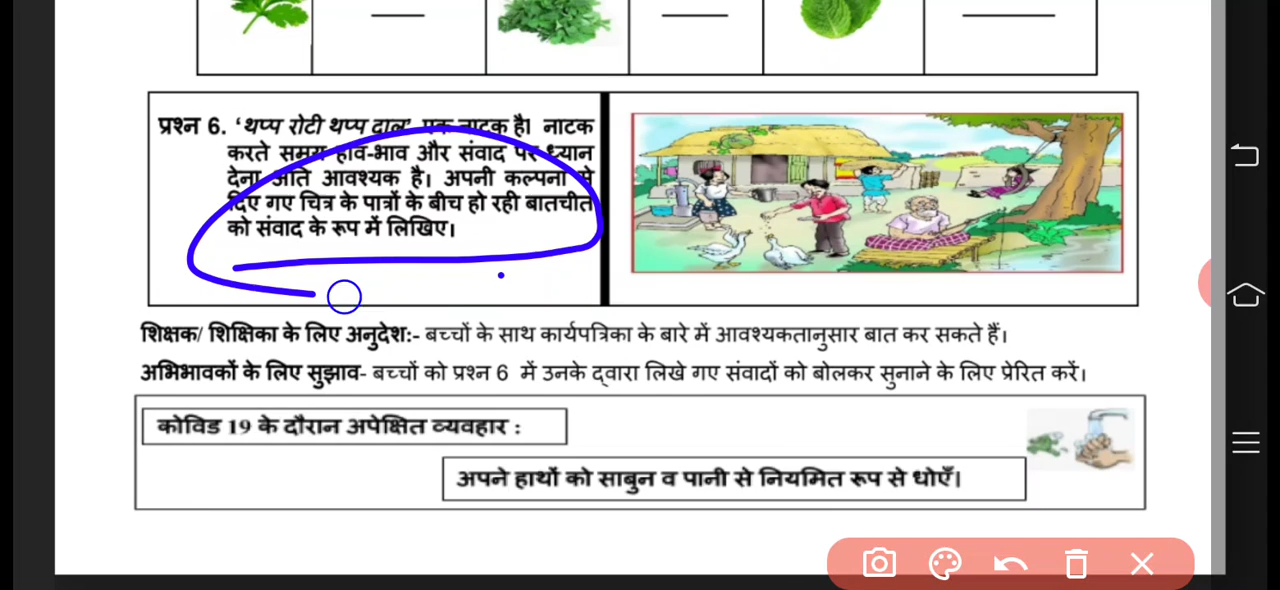 प्रश्न 6. ‘थप्प रोटी थप्प दाल’ एक नाटक है। नाटक
करते समय हाव-भाव और संवाद पर ध्यान
देना अति आवश्यक है। अपनी कल्पना से
दिए गए चित्र के पात्रों के बीच हो रही बातचीत
को संवाद के रूप में लिखिए।
शिक्षक/ शिक्षिका के लिए अनुदेश:- बच्चों के साथ कार्यपत्रिका के बारे में आवश्यकतानुसार बात कर सकते हैं।
अभिभावकों के लिए सुझाव- बच्चों को प्रश्न 6 में उनके द्वारा लिखे गए संवादों को बोलकर सुनाने के लिए प्रेरित करें।
कोविड 19 के दौरान अपेक्षित व्यवहार :
अपने हाथों को साबुन व पानी से नियमित रूप से धोएँ।